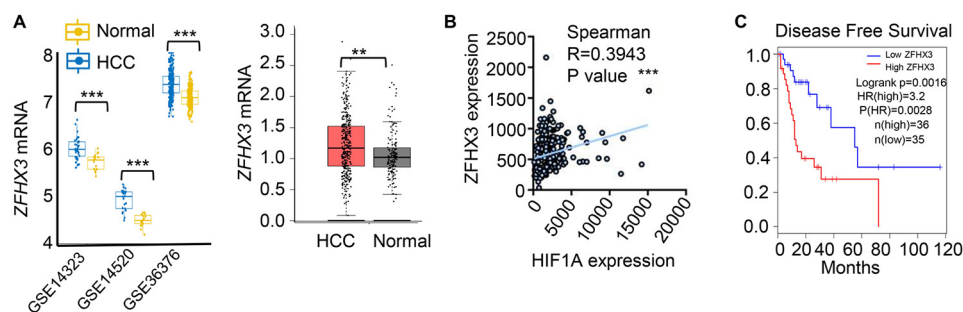 A
Normal
HCC
ZFHX3 mRNA
8
7
6
5
4
***
***
***
GSE14323
GSE14520
GSE36376
ZFHX3 mRNA
3.0
2.5
2.0
1.5
1.0
0.5
0.0
**
HCC
Normal
B
Spearman
R=0.3943
P value ***
ZFHX3 expression
2500
2000
1500
1000
500
0
0
5000
10000
15000
20000
HIF1A expression
C
Disease Free Survival
Low ZFHX3
High ZFHX3
Logrank p=0.0016
HR(high)=3.2
P(HR)=0.0028
n(high)=36
n(low)=35
1.0
0.8
0.6
0.4
0.2
0.0
0 20 40 60 80 100 120
Months